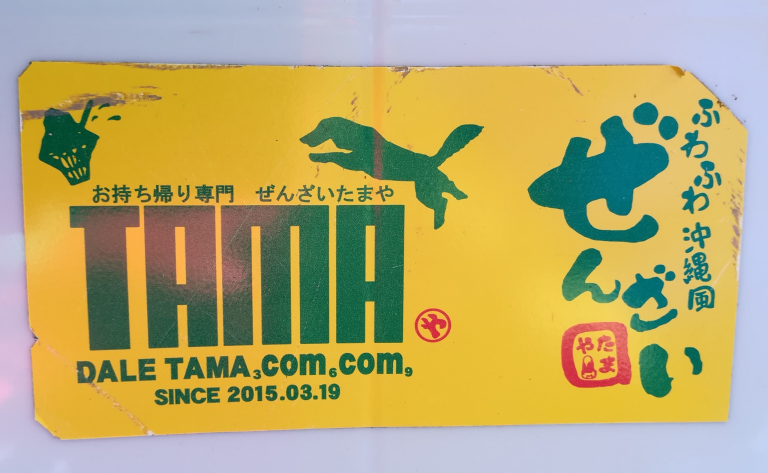 お持ち帰り専門　ぜんざいたまや
TAMA
や
DALE TAMA₃com₆com₉
SINCE 2015.03.19
ふわふわ沖縄風
ぜんざい
たまや